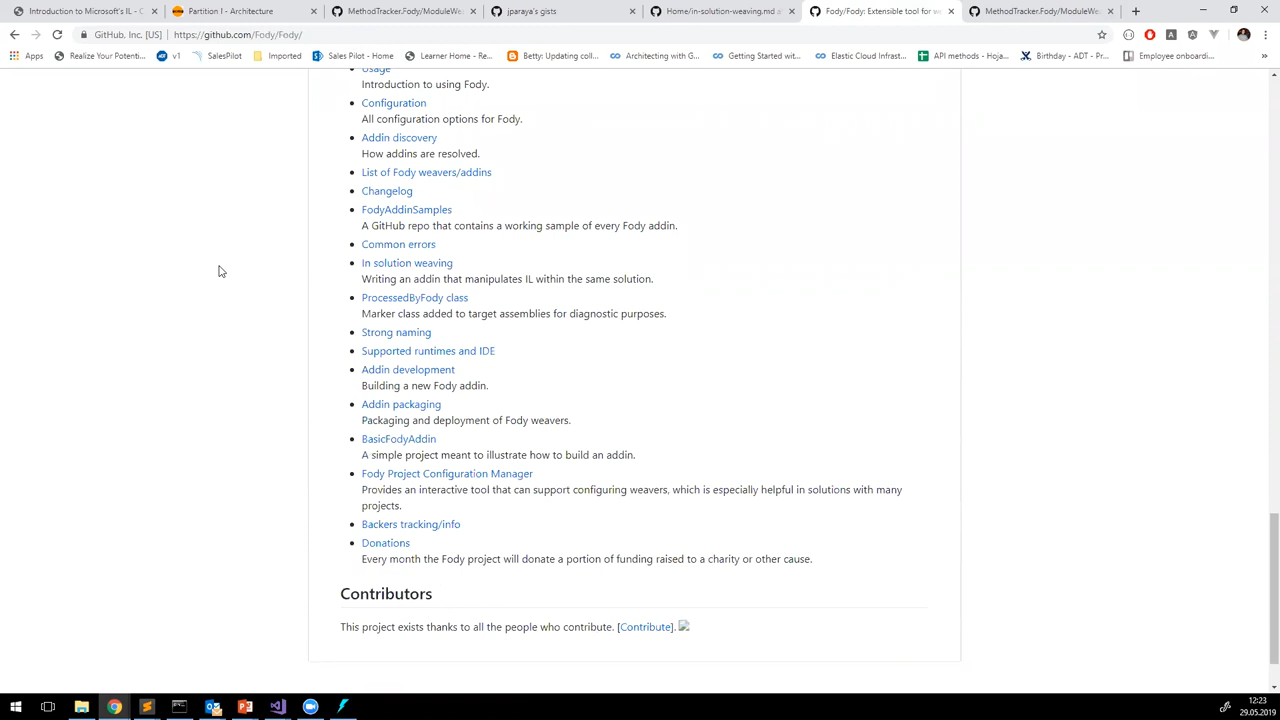 Introduction to Microsoft's IL - C
Partition ! - Architecture
MethodTracker.Fody/ModuleWea
jparaya's gists
Home/in-solution-weaving.md a
Fody/Fody: Extensible tool for we
MethodTracker.Fody/ModuleWea
GitHub, Inc. [US]
https://github.com/Fody/Fody/
Apps
Realize Your Potenti...
v1
SalesPilot
Imported
Sales Pilot - Home
Learner Home - Re...
Betty: Updating coll...
Architecting with G...
Getting Started wit...
Elastic Cloud Infrast...
API methods - Hoja...
Birthday - ADT - Pr...
Employee onboardi...
Usage
Introduction to using Fody.
Configuration
All configuration options for Fody.
Addin discovery
How addins are resolved.
List of Fody weavers/addins
Changelog
FodyAddinSamples
A GitHub repo that contains a working sample of every Fody addin.
Common errors
In solution weaving
Writing an addin that manipulates IL within the same solution.
ProcessedByFody class
Marker class added to target assemblies for diagnostic purposes.
Strong naming
Supported runtimes and IDE
Addin development
Building a new Fody addin.
Addin packaging
Packaging and deployment of Fody weavers.
BasicFodyAddin
A simple project meant to illustrate how to build an addin.
Fody Project Configuration Manager
Provides an interactive tool that can support configuring weavers, which is especially helpful in solutions with many
projects.
Backers tracking/info
Donations
Every month the Fody project will donate a portion of funding raised to a charity or other cause.
Contributors
This project exists thanks to all the people who contribute. [Contribute].
12:23
29.05.2019